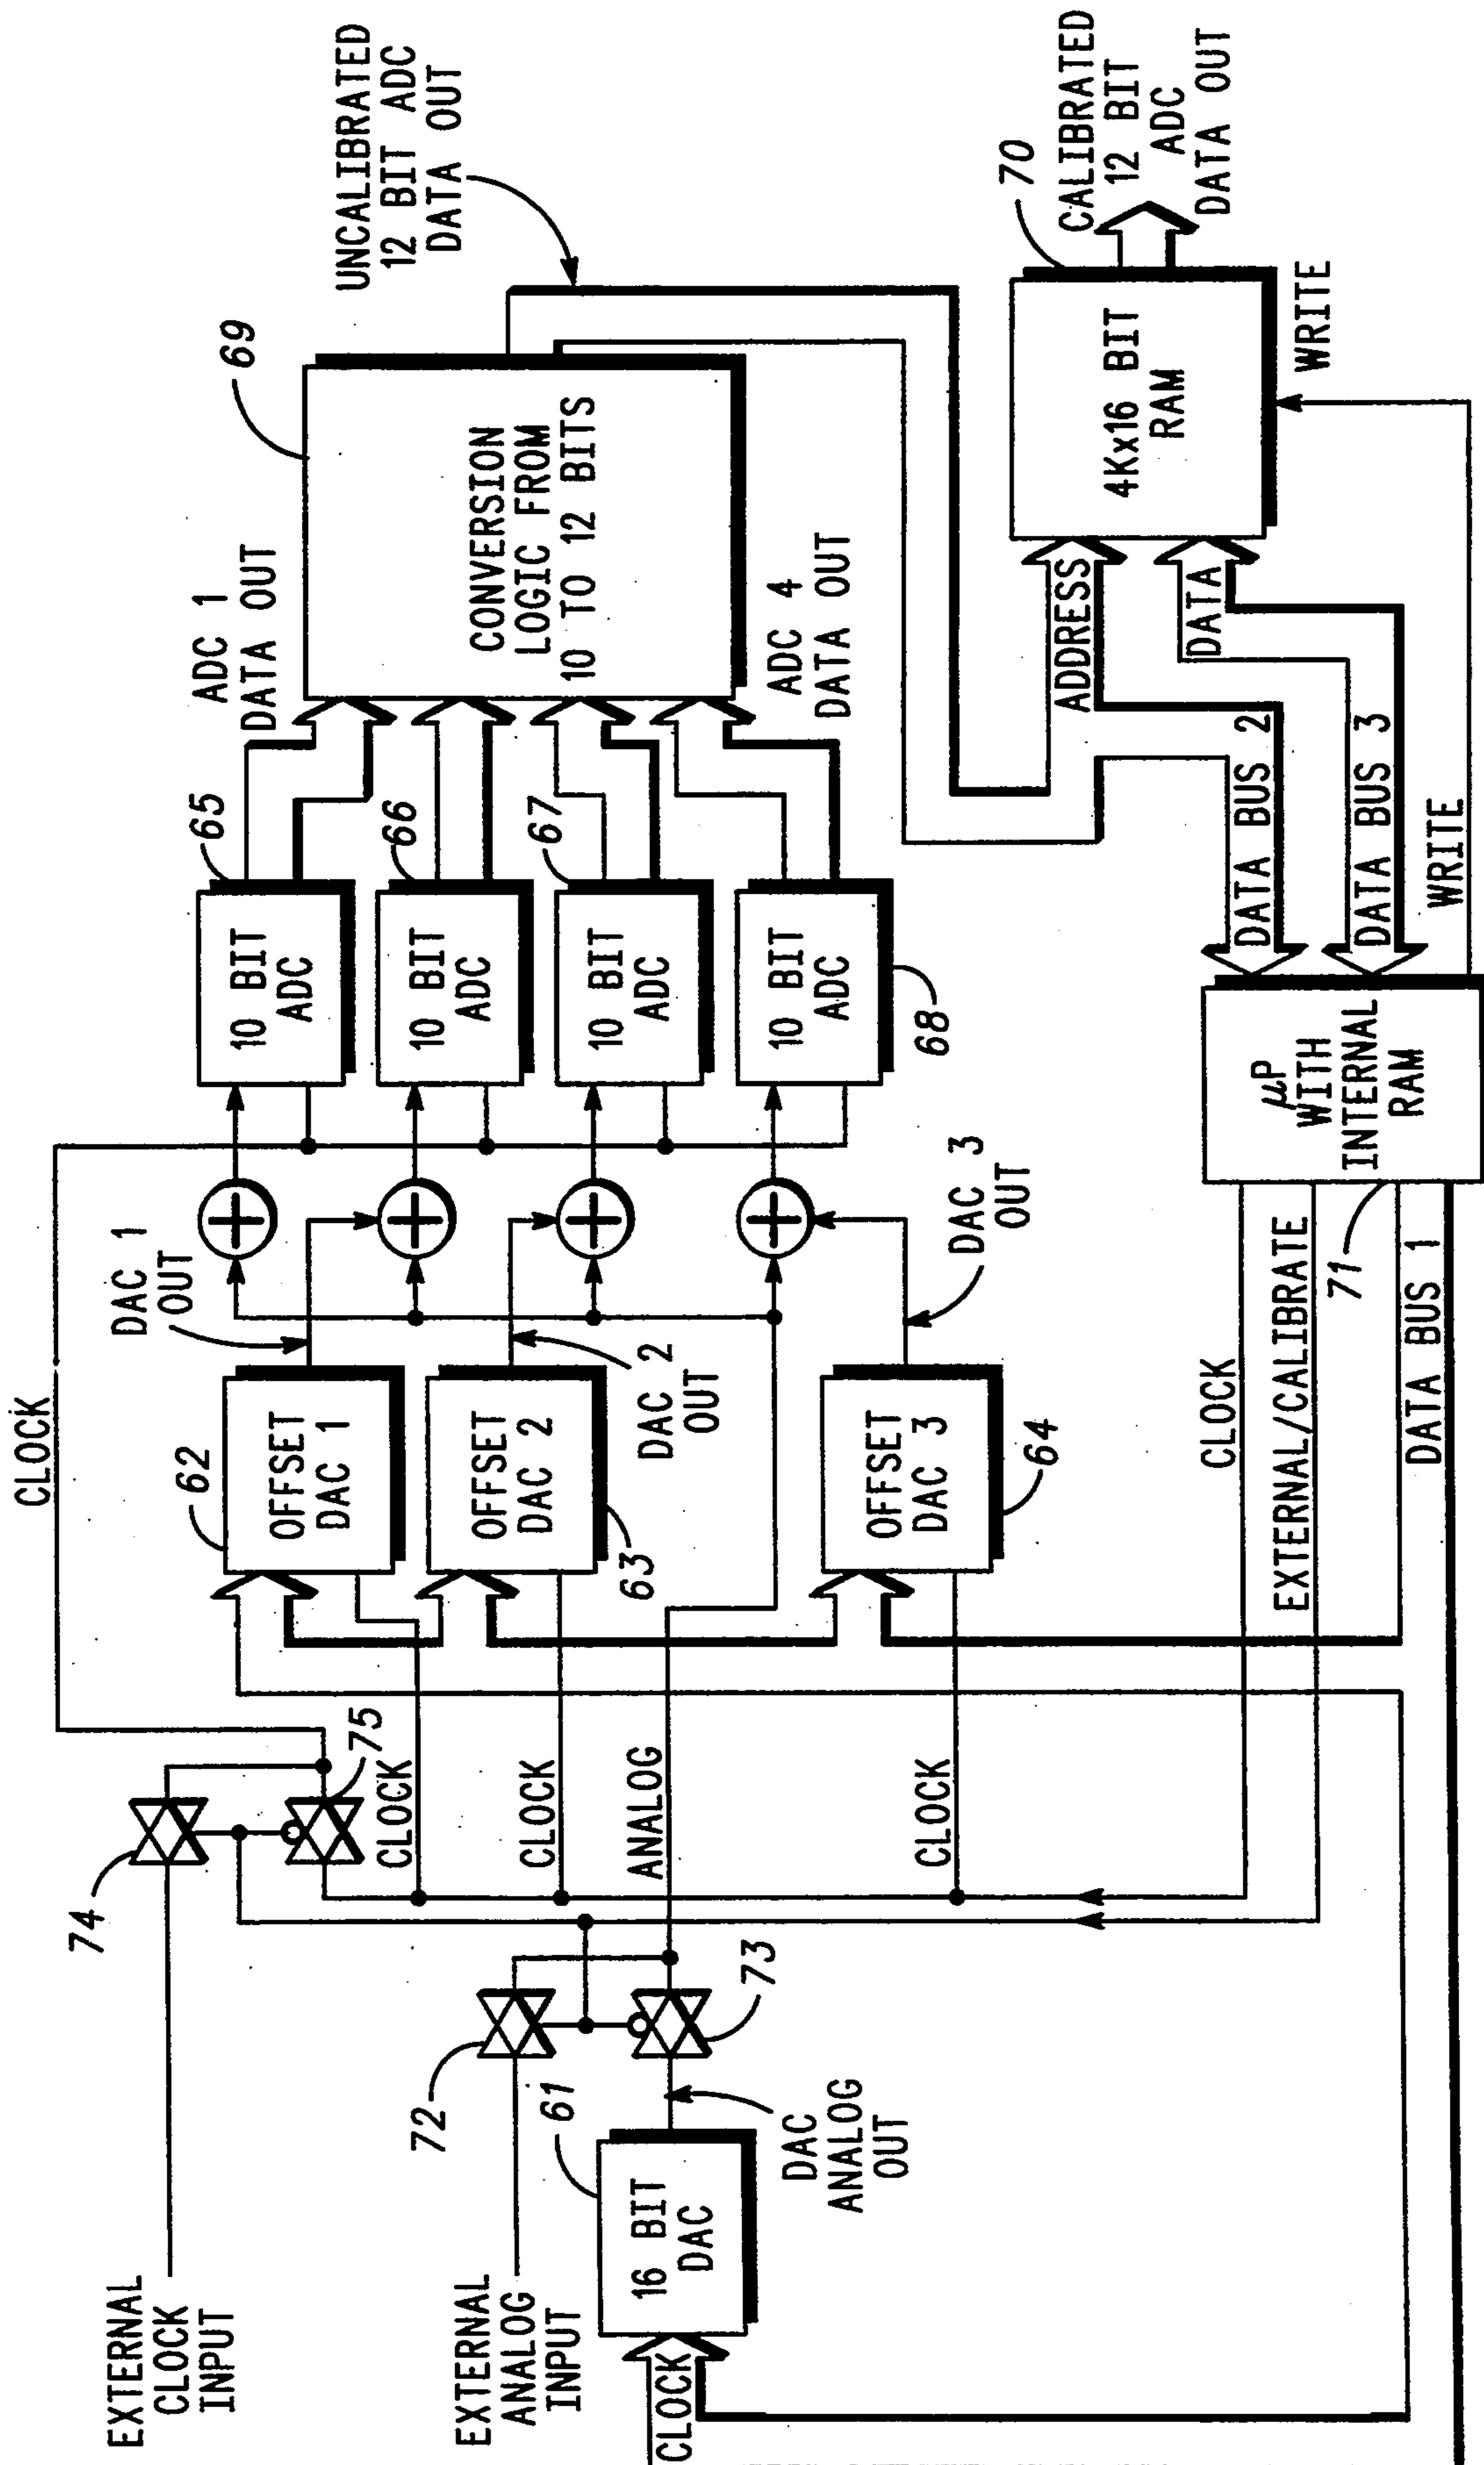 EXTERNAL
CLOCK
INPUT
EXTERNAL
ANALOG
INPUT
CLOCK
16 BIT
DAC
61
DAC
ANALOG
OUT
72
73
74
75
CLOCK
CLOCK
ANALOG
CLOCK
CLOCK
62
OFFSET
DAC 1
OFFSET
DAC 2
63
OFFSET
DAC 3
64
DAC 1
OUT
DAC 2
OUT
DAC 3
OUT
CLOCK
EXTERNAL/CALIBRATE
71
DATA BUS 1
10 BIT
ADC
65
10 BIT
ADC
66
10 BIT
ADC
67
10 BIT
ADC
68
µP
WITH
INTERNAL
RAM
ADC 1
DATA OUT
ADC 4
DATA OUT
CONVERSION
LOGIC FROM
10 TO 12 BITS
69
UNCALIBRATED
12 BIT ADC
DATA OUT
ADDRESS
DATA
DATA BUS 2
DATA BUS 3
WRITE
4Kx16 BIT
RAM
70
WRITE
CALIBRATED
12 BIT
ADC
DATA OUT